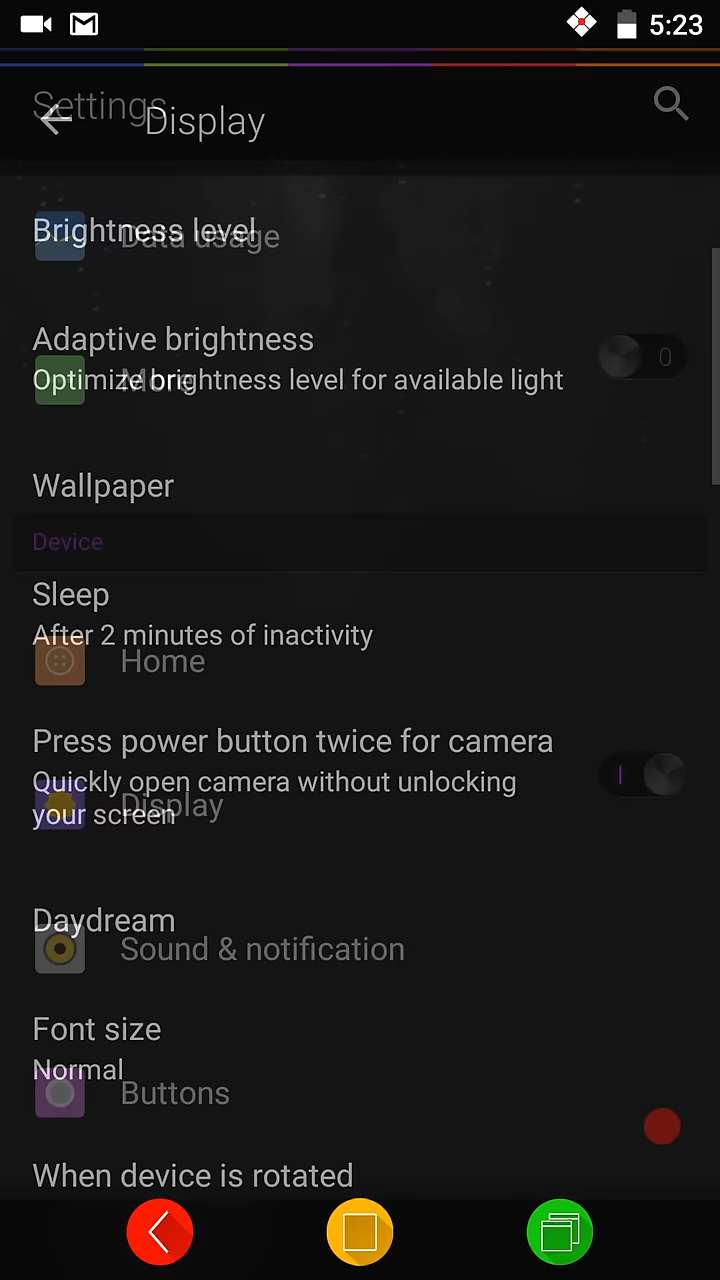 5:23
Settings
Display
Brightness level
Data usage
Adaptive brightness
0
Optimize brightness level for available light
More
Wallpaper
Device
Sleep
After 2 minutes of inactivity
Home
Press power button twice for camera
Quickly open camera without unlocking
your screen
Display
Daydream
Sound & notification
Font size
Normal
Buttons
When device is rotated